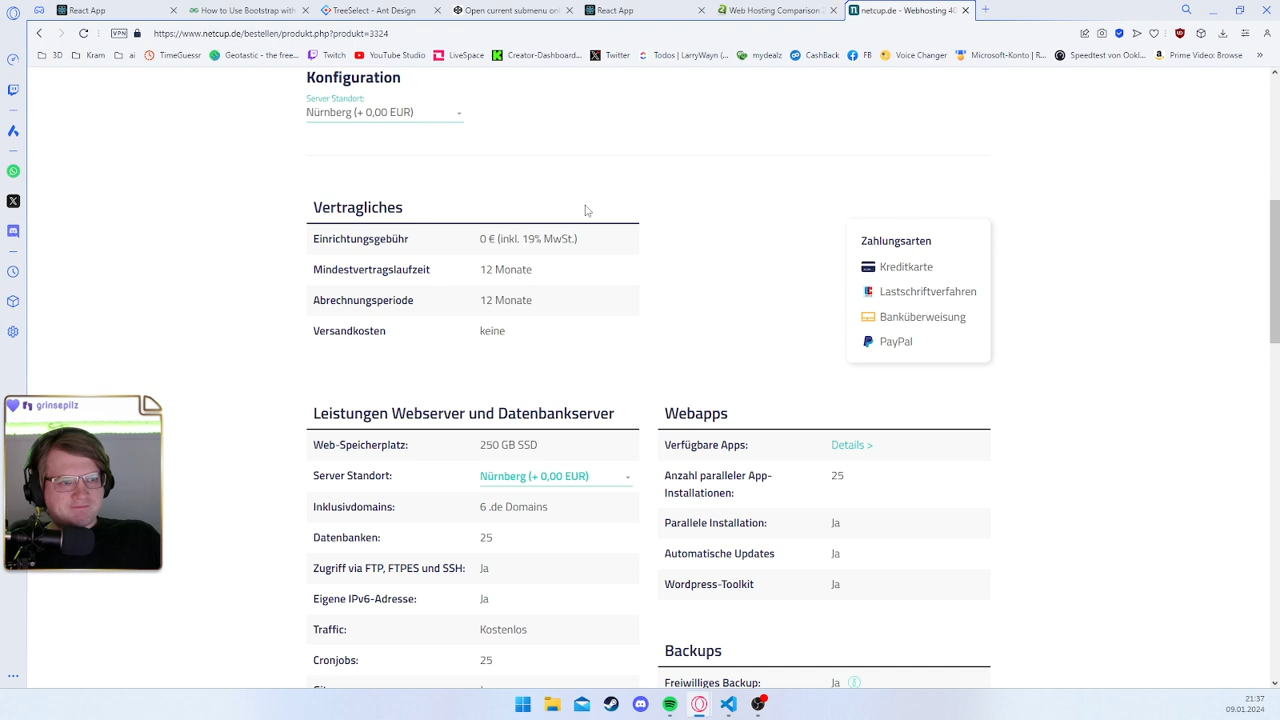 React App
How to Use Bootstrap with
TreeSelect - Ant Design
Open current submenu onl
React App
Web Hosting Comparison 2
netcup.de - Webhosting 40
VPN
https://www.netcup.de/bestellen/produkt.php?produkt=3324
3D
Kram
ai
TimeGuessr
Geotastic - the free...
YouTube Studio
Twitch
LiveSpace
Creator-Dashboard...
Twitter
Todos | LarryWayn (...
mydealz
CashBack
FB
Voice Changer
Microsoft-Konto | R...
Speedtest von Ookl...
Prime Video: Browse
Konfiguration
Server Standort:
Nürnberg (+ 0,00 EUR)
Vertragliches
Einrichtungsgebühr 0 € (inkl. 19% MwSt.)
Mindestvertragslaufzeit 12 Monate
Abrechnungsperiode 12 Monate
Versandkosten keine
Zahlungsarten
Kreditkarte
Lastschriftverfahren
Banküberweisung
PayPal
grinsepilz
Leistungen Webserver und Datenbankserver
Web-Speicherplatz: 250 GB SSD
Server Standort: Nürnberg (+ 0,00 EUR)
Inklusivdomains: 6 .de Domains
Datenbanken: 25
Zugriff via FTP, FTPES und SSH: Ja
Eigene IPv6-Adresse: Ja
Traffic: Kostenlos
Cronjobs: 25
Webapps
Verfügbare Apps: Details >
Anzahl paralleler App-
Installationen: 25
Parallele Installation: Ja
Automatische Updates Ja
Wordpress-Toolkit Ja
Backups
Freiwilliges Backup: Ja
21:37
09.01.2024